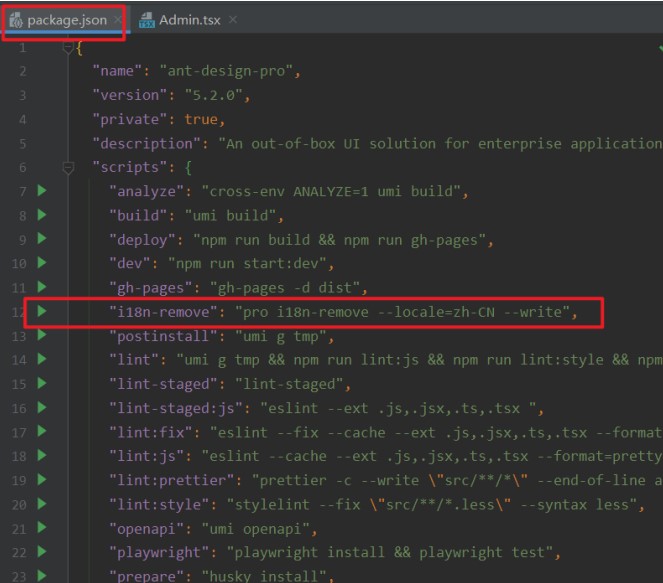 package.json × Admin.tsx ×
1 {
2 "name": "ant-design-pro",
3 "version": "5.2.0",
4 "private": true,
5 "description": "An out-of-box UI solution for enterprise application
6 "scripts": {
7 "analyze": "cross-env ANALYZE=1 umi build",
8 "build": "umi build",
9 "deploy": "npm run build && npm run gh-pages",
10 "dev": "npm run start:dev",
11 "gh-pages": "gh-pages -d dist",
12 "i18n-remove": "pro i18n-remove --locale=zh-CN --write",
13 "postinstall": "umi g tmp",
14 "lint": "umi g tmp && npm run lint:js && npm run lint:style && npm
15 "lint-staged": "lint-staged",
16 "lint-staged:js": "eslint --ext .js,.jsx,.ts,.tsx ",
17 "lint:fix": "eslint --fix --cache --ext .js,.jsx,.ts,.tsx --format
18 "lint:js": "eslint --cache --ext .js,.jsx,.ts,.tsx --format=pretty
19 "lint:prettier": "prettier -c --write \"src/**/*\" --end-of-line a
20 "lint:style": "stylelint --fix \"src/**/*.less\" --syntax less",
21 "openapi": "umi openapi",
22 "playwright": "playwright install && playwright test",
23 "prepare": "husky install",